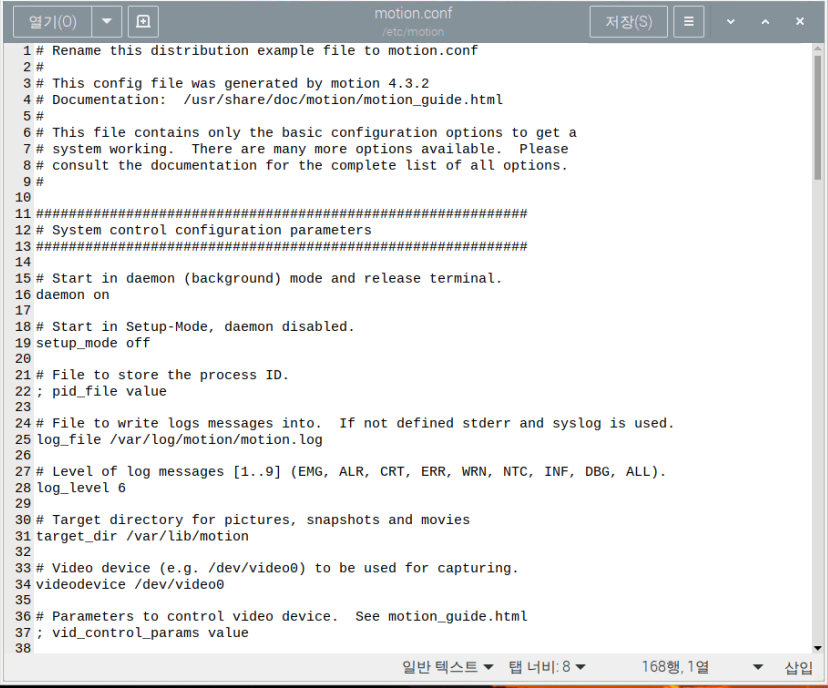 열기(O)
motion.conf
/etc/motion
저장(S)
1 # Rename this distribution example file to motion.conf
2 #
3 # This config file was generated by motion 4.3.2
4 # Documentation:  /usr/share/doc/motion/motion_guide.html
5 #
6 # This file contains only the basic configuration options to get a
7 # system working.  There are many more options available.  Please
8 # consult the documentation for the complete list of all options.
9 #
10
11 ############################################################
12 # System control configuration parameters
13 ############################################################
14
15 # Start in daemon (background) mode and release terminal.
16 daemon on
17
18 # Start in Setup-Mode, daemon disabled.
19 setup_mode off
20
21 # File to store the process ID.
22 ; pid_file value
23
24 # File to write logs messages into.  If not defined stderr and syslog is used.
25 log_file /var/log/motion/motion.log
26
27 # Level of log messages [1..9] (EMG, ALR, CRT, ERR, WRN, NTC, INF, DBG, ALL).
28 log_level 6
29
30 # Target directory for pictures, snapshots and movies
31 target_dir /var/lib/motion
32
33 # Video device (e.g. /dev/video0) to be used for capturing.
34 videodevice /dev/video0
35
36 # Parameters to control video device.  See motion_guide.html
37 ; vid_control_params value
38
일반 텍스트 탭 너비: 8 168행, 1열 삽입